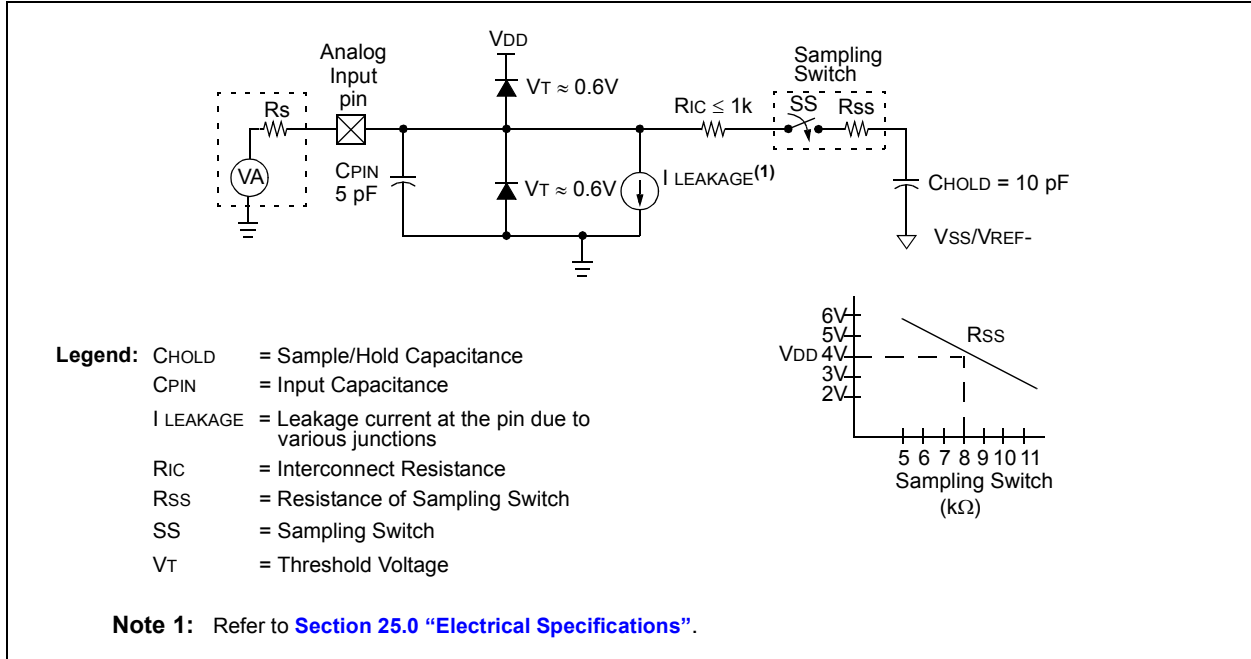 VDD
Sampling
Switch
Analog
Input
pin
VT ≈ 0.6V
RIC ≤ 1k
SS
Rss
Rs
VA
CPIN
5 pF
VT ≈ 0.6V
I LEAKAGE(1)
CHOLD = 10 pF
VSS/VREF-
6V
5V
VDD 4V
3V
2V
RSS
5 6 7 8 9 10 11
Sampling Switch
(kΩ)
Legend: CHOLD = Sample/Hold Capacitance
CPIN = Input Capacitance
I LEAKAGE = Leakage current at the pin due to
various junctions
RIC = Interconnect Resistance
RSS = Resistance of Sampling Switch
SS = Sampling Switch
VT = Threshold Voltage
Note 1: Refer to Section 25.0 “Electrical Specifications”.